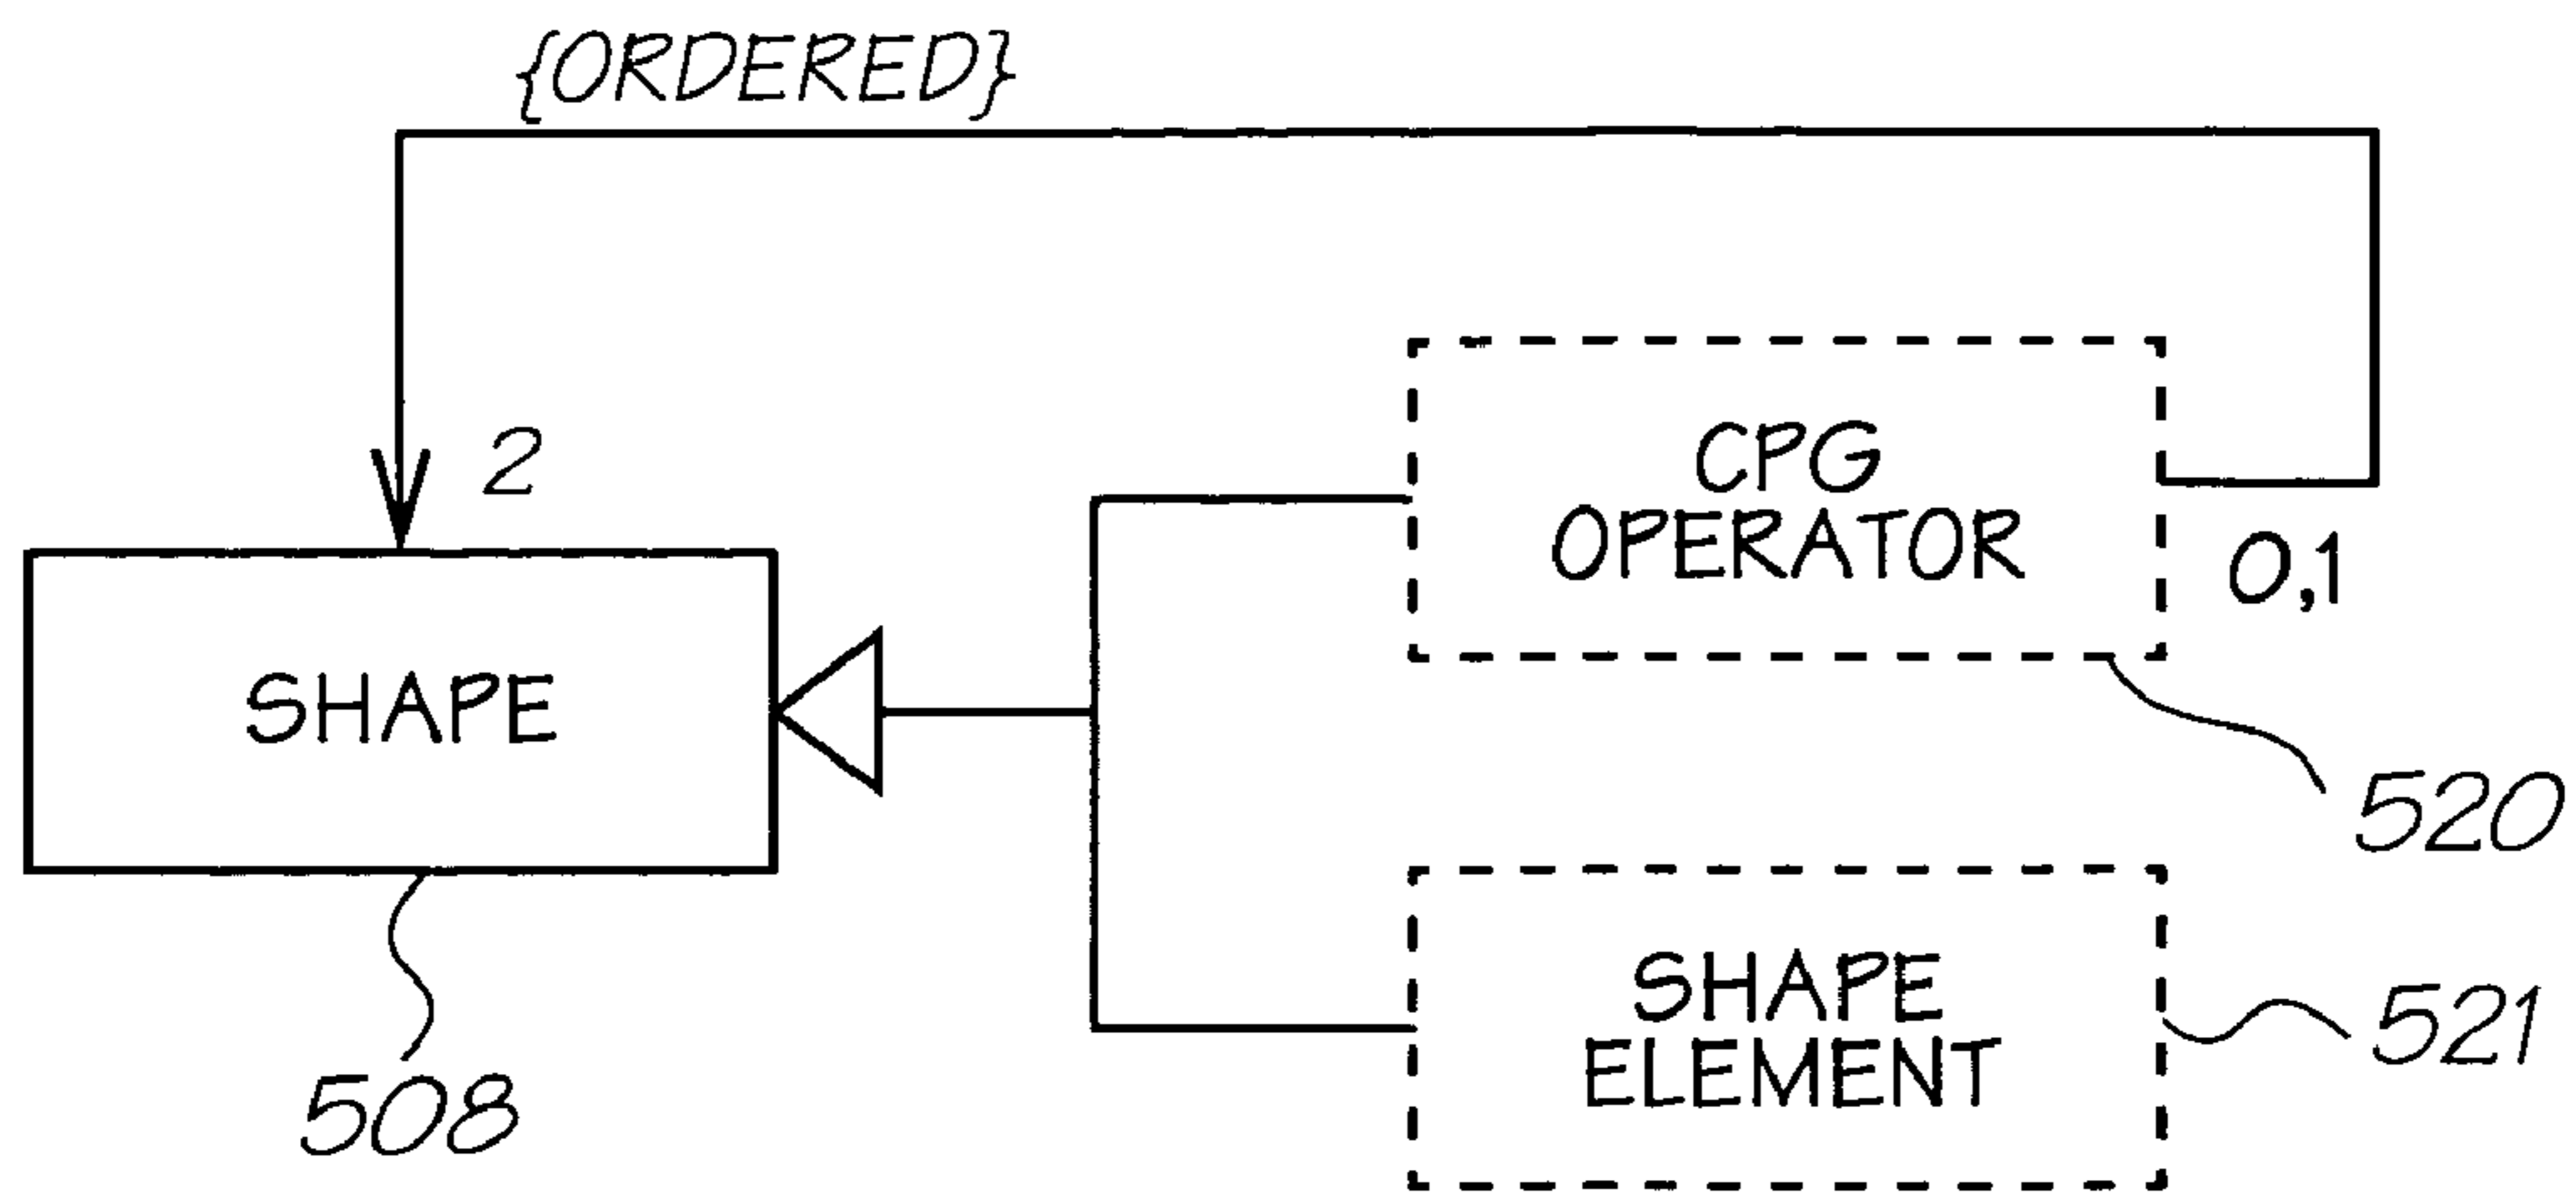 {ORDERED}
2
CPG
OPERATOR
0,1
SHAPE
520
SHAPE
ELEMENT
521
508